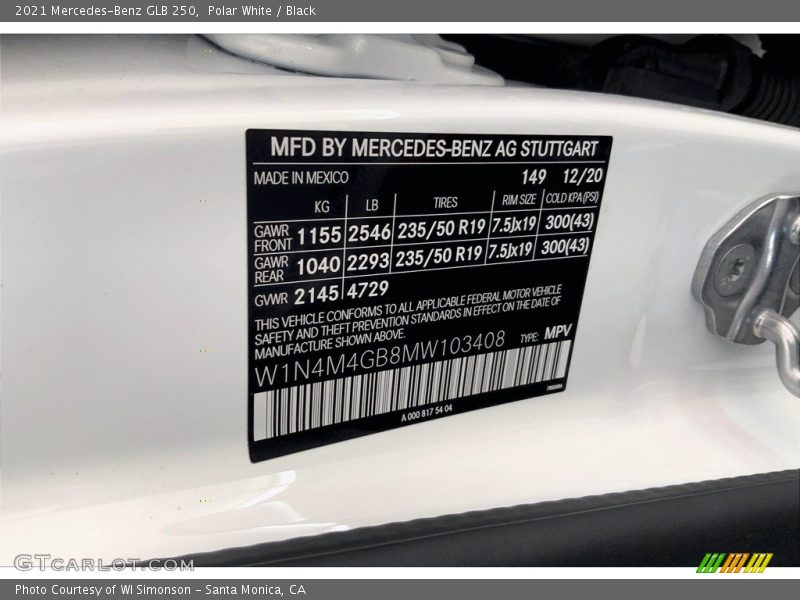 2021 Mercedes-Benz GLB 250, Polar White / Black
MFD BY MERCEDES-BENZ AG STUTTGART
MADE IN MEXICO 149 12/20
KG LB TIRES RIM SIZE COLD KPA (PSI)
GAWR FRONT 1155 2546 235/50 R19 7.5Jx19 300(43)
GAWR REAR 1040 2293 235/50 R19 7.5Jx19 300(43)
GWR 2145 4729
THIS VEHICLE CONFORMS TO ALL APPLICABLE FEDERAL MOTOR VEHICLE
SAFETY AND THEFT PREVENTION STANDARDS IN EFFECT ON THE DATE OF
MANUFACTURE SHOWN ABOVE.
W1N4M4GB8MW103408 TYPE: MPV
A 000 817 54 04
GTCARLOT.COM
Photo Courtesy of WI Simonson - Santa Monica, CA